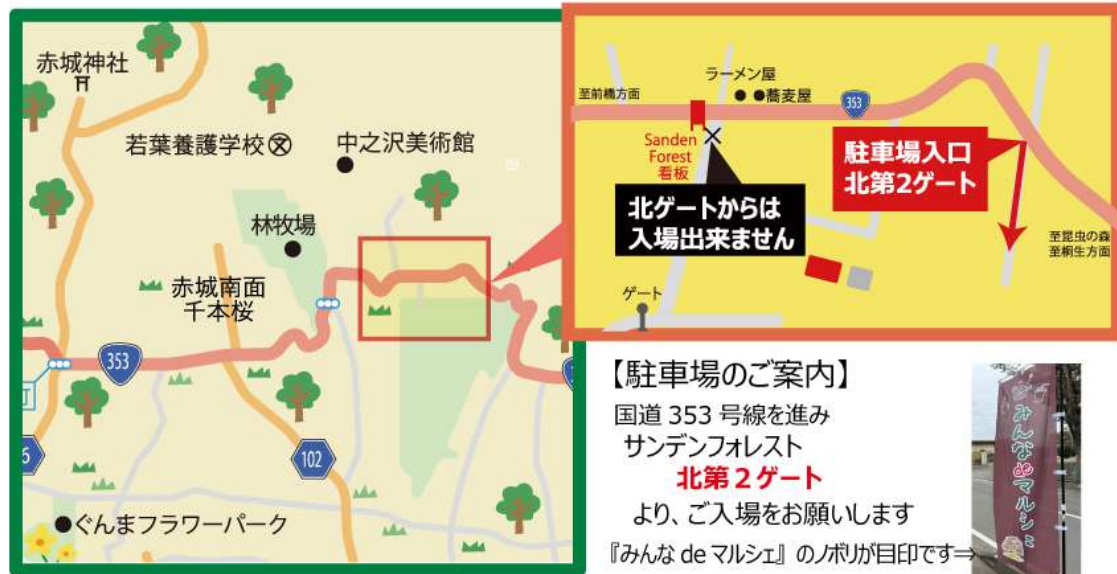 赤城神社
若葉養護学校
中之沢美術館
林牧場
赤城南面
千本桜
353
102
ぐんまフラワーパーク
ラーメン屋
蕎麦屋
至前橋方面
353
Sanden
Forest
看板
駐車場入口
北第2ゲート
北ゲートからは
入場出来ません
至昆虫の森
至桐生方面
ゲート
【駐車場のご案内】
国道 353 号線を進み
サンデンフォレスト
北第２ゲート
より、ご入場をお願いします
『みんな de マルシェ』のノボリが目印です⇒
みんなdeマルシェ